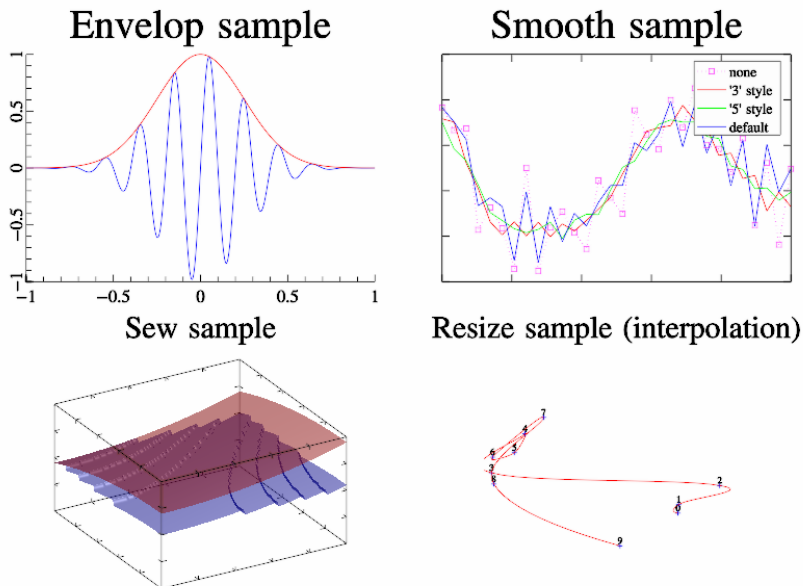 Envelop sample
Smooth sample
1
0.5
0
−0.5
−1
−1
−0.5
0
0.5
1
none
'3' style
'5' style
default
Sew sample
Resize sample (interpolation)
7
4
5
6
3
8
2
1
0
9